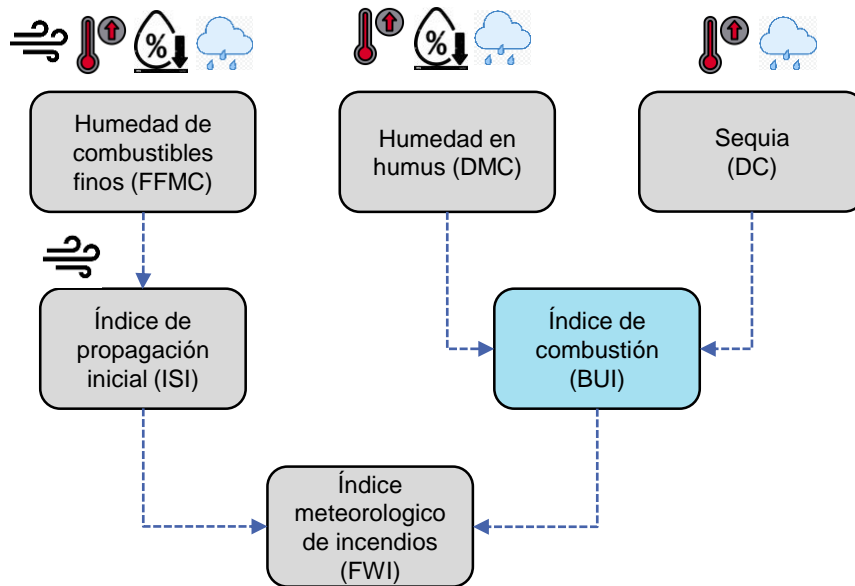 %
%
Humedad de
combustibles
finos (FFMC)
Humedad en
humus (DMC)
Sequia
(DC)
Índice de
propagación
inicial (ISI)
Índice de
combustión
(BUI)
Índice
meteorologico
de incendios
(FWI)